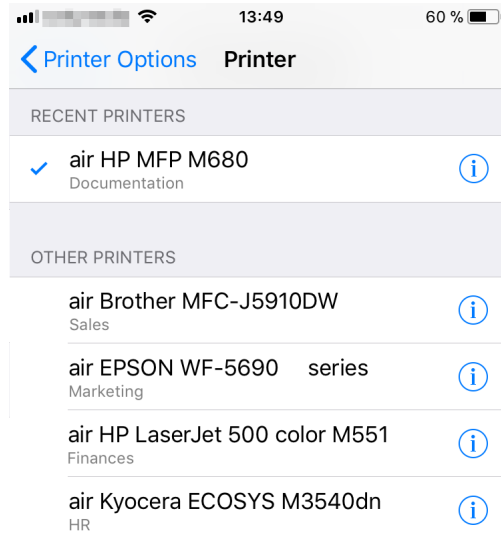 13:49
60 %
Printer Options
Printer
RECENT PRINTERS
air HP MFP M680
Documentation
OTHER PRINTERS
air Brother MFC-J5910DW
Sales
air EPSON WF-5690 series
Marketing
air HP LaserJet 500 color M551
Finances
air Kyocera ECOSYS M3540dn
HR